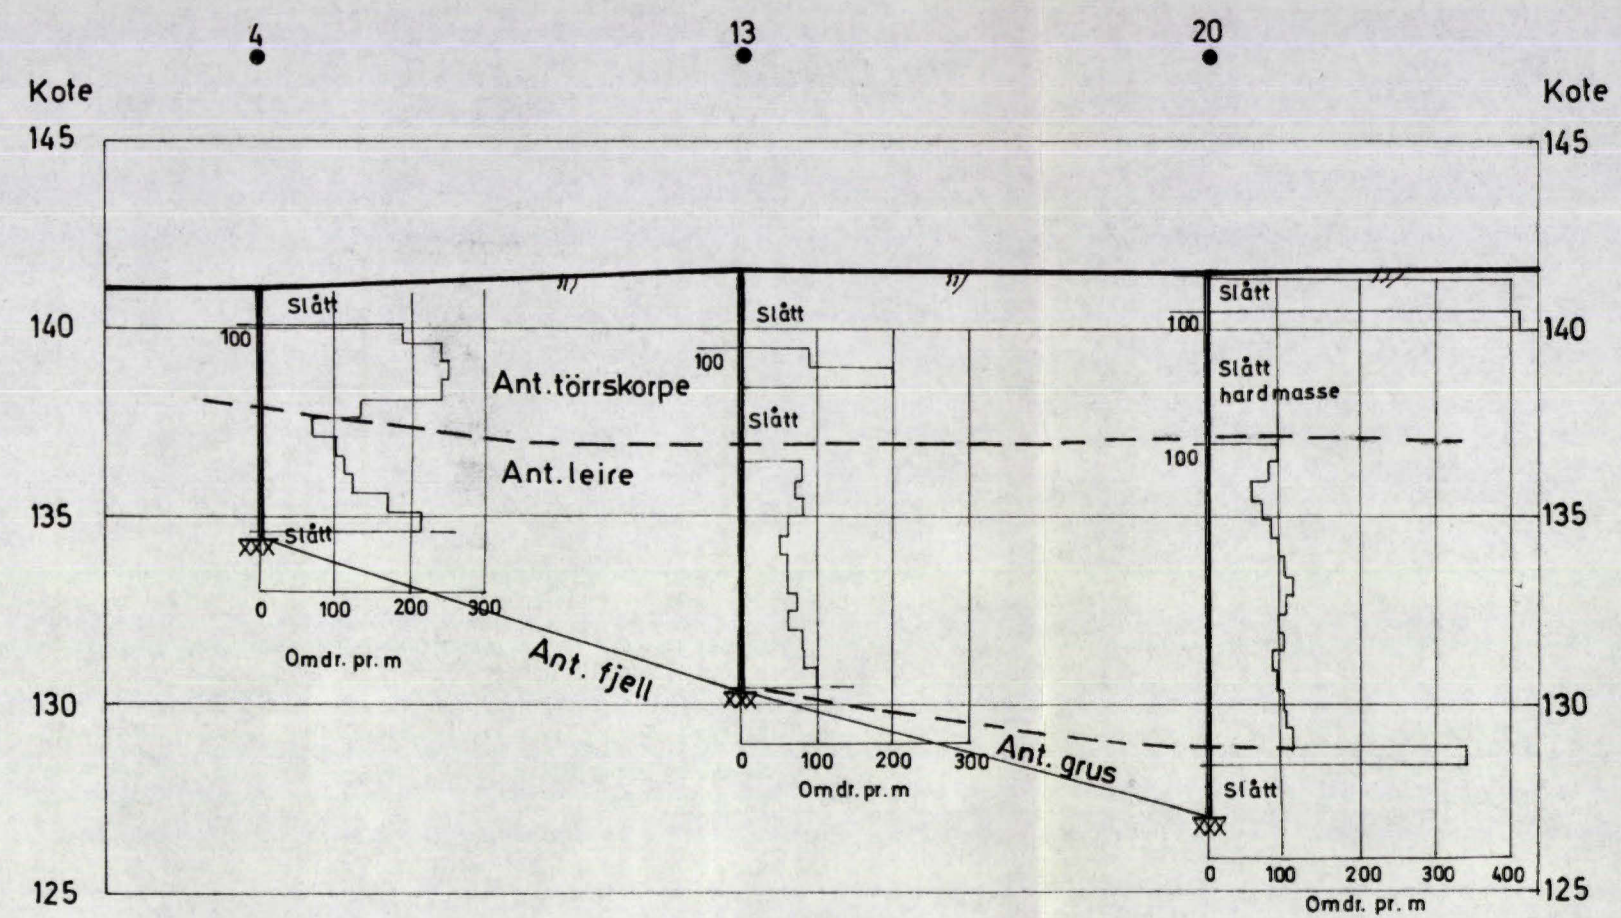 4 13 20
Kote Kote
145 145
Slått Slått Slått
100 140 100 140
100
Slått
hardmasse
Ant. törrskorpe
Slått
100
Ant. leire
135 135
Slått
0 100 200 300
Omdr. pr. m
Ant. fjell
130 130
Ant. grus
0 100 200 300
Omdr. pr. m
Slått
0 100 200 300 400
125 125
Omdr. pr. m